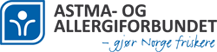 ASTMA- OG
ALLERGIFORBUNDET
- gjør Norge friskere